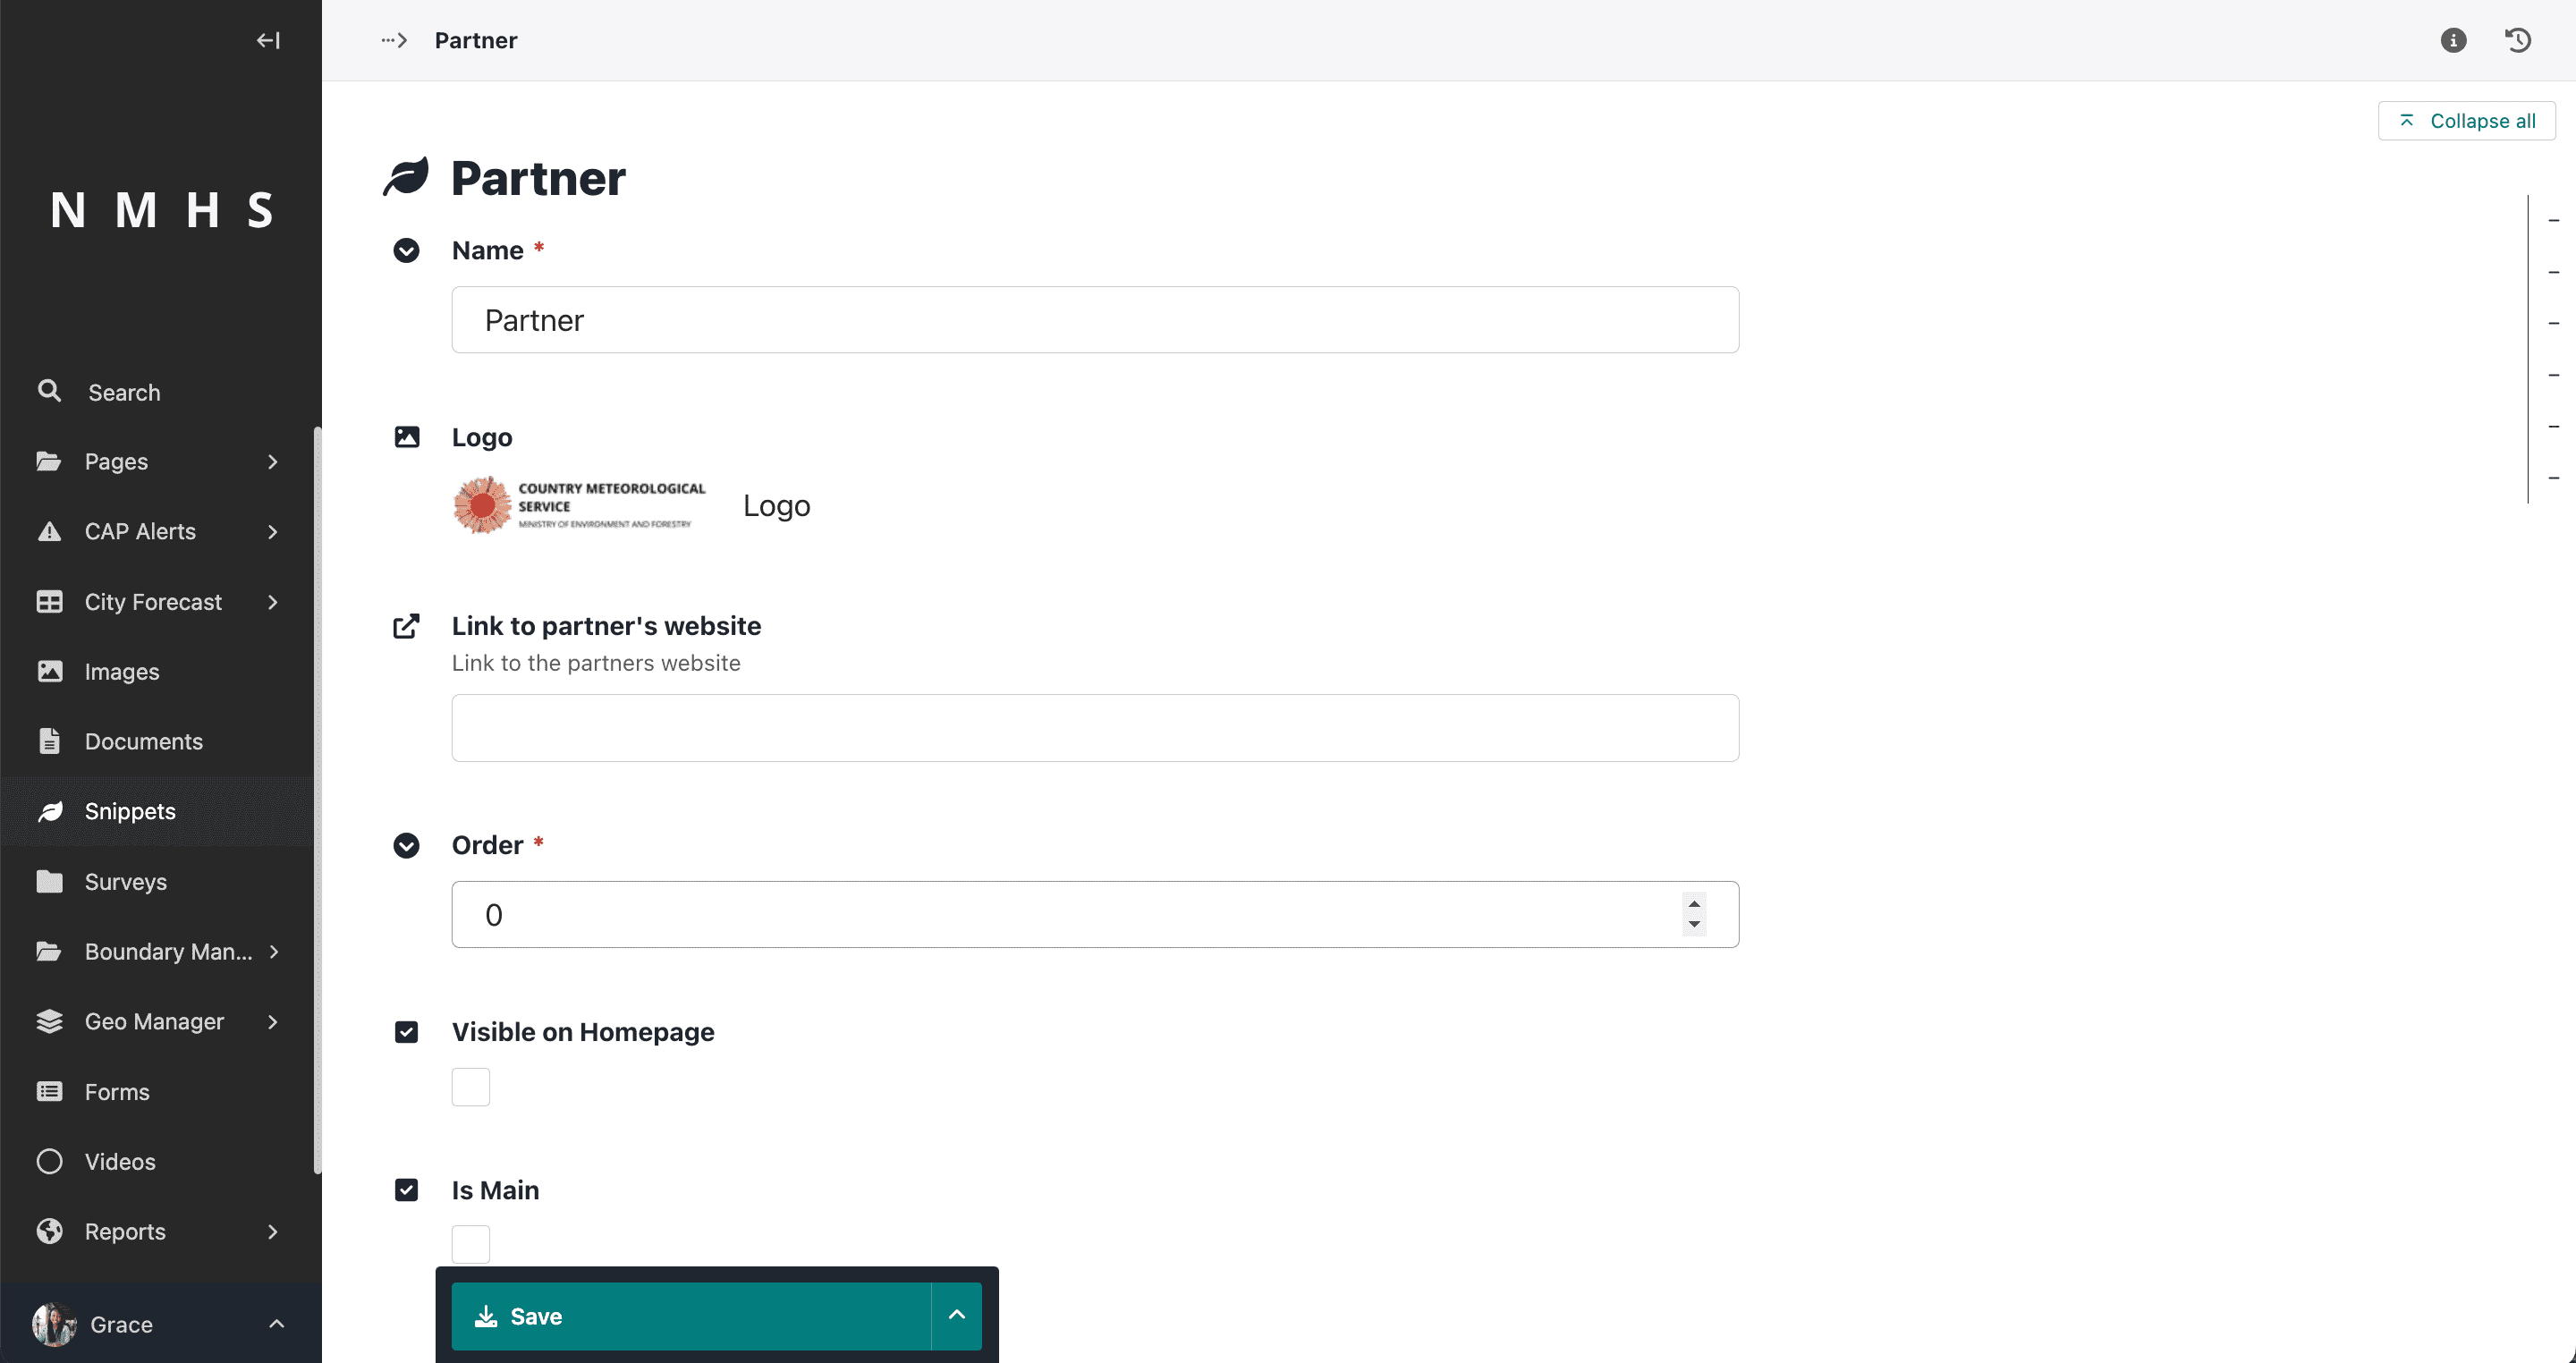 NMHS
Search
Pages
CAP Alerts
City Forecast
Images
Documents
Snippets
Surveys
Boundary Man...
Geo Manager
Forms
Videos
Reports
Grace
Partner
Collapse all
Partner
Name *
Partner
Logo
COUNTRY METEOROLOGICAL
SERVICE
MINISTRY OF ENVIRONMENT AND FORESTRY
Logo
Link to partner's website
Link to the partners website
Order *
0
Visible on Homepage
Is Main
Save